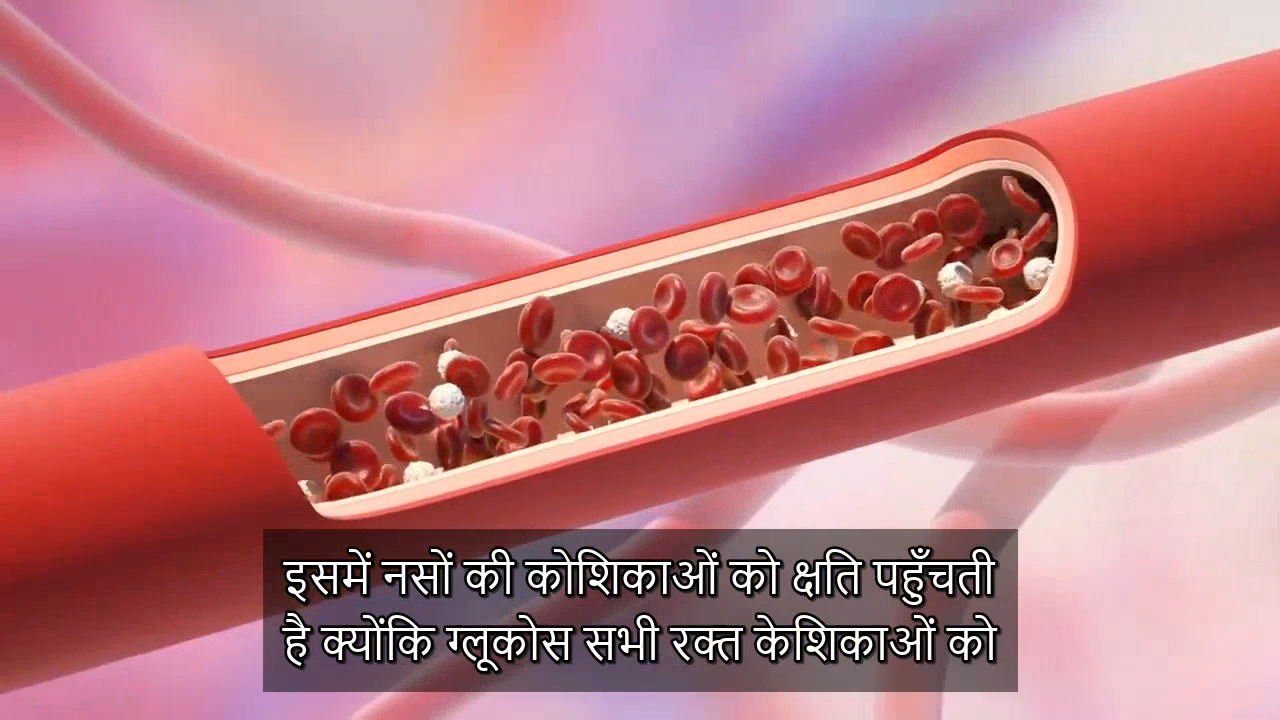 इसमें नसों की कोशिकाओं को क्षति पहुँचती
है क्योंकि ग्लूकोस सभी रक्त केशिकाओं को